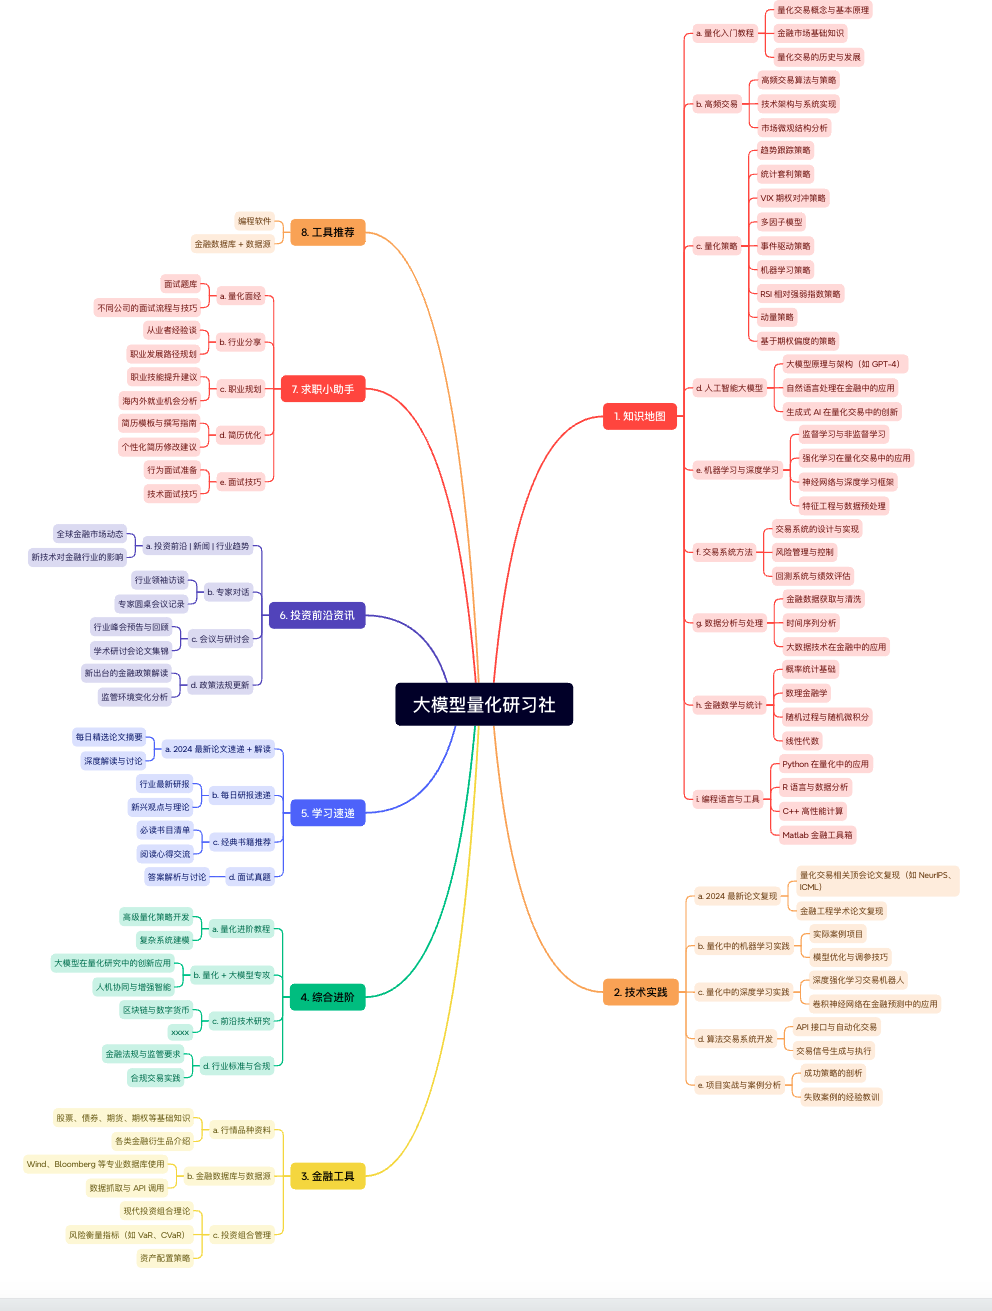 大模型量化研习社
1. 知识地图
a. 量化入门教程
量化交易概念与基本原理
金融市场基础知识
量化交易的历史与发展
b. 高频交易
高频交易算法与策略
技术架构与系统实现
市场微观结构分析
c. 量化策略
趋势跟踪策略
统计套利策略
VIX 期权对冲策略
多因子模型
事件驱动策略
机器学习策略
RSI 相对强弱指数策略
动量策略
基于期权偏度的策略
d. 人工智能大模型
大模型原理与架构（如 GPT-4）
自然语言处理在金融中的应用
生成式 AI 在量化交易中的创新
e. 机器学习与深度学习
监督学习与非监督学习
强化学习在量化交易中的应用
神经网络与深度学习框架
特征工程与数据预处理
f. 交易系统方法
交易系统的设计与实现
风险管理与控制
回测系统与绩效评估
g. 数据分析与处理
金融数据获取与清洗
时间序列分析
大数据技术在金融中的应用
h. 金融数学与统计
概率统计基础
数理金融学
随机过程与随机微积分
线性代数
i. 编程语言与工具
Python 在量化中的应用
R 语言与数据分析
C++ 高性能计算
Matlab 金融工具箱
2. 技术实践
a. 2024 最新论文复现
量化交易相关顶会论文复现（如 NeurIPS、
ICML）
金融工程学术论文复现
b. 量化中的机器学习实践
实际案例项目
模型优化与调参技巧
c. 量化中的深度学习实践
深度强化学习交易机器人
卷积神经网络在金融预测中的应用
d. 算法交易系统开发
API 接口与自动化交易
交易信号生成与执行
e. 项目实战与案例分析
成功策略的剖析
失败案例的经验教训
3. 金融工具
a. 行情品种资料
股票、债券、期货、期权等基础知识
各类金融衍生品介绍
b. 金融数据库与数据源
Wind、Bloomberg 等专业数据库使用
数据抓取与 API 调用
c. 投资组合管理
现代投资组合理论
风险衡量指标（如 VaR、CVaR）
资产配置策略
4. 综合进阶
a. 量化进阶教程
高级量化策略开发
复杂系统建模
b. 量化 + 大模型专攻
大模型在量化研究中的创新应用
人机协同与增强智能
c. 前沿技术研究
区块链与数字货币
xxxx
d. 行业标准与合规
金融法规与监管要求
合规交易实践
5. 学习速递
a. 2024 最新论文速递 + 解读
每日精选论文摘要
深度解读与讨论
b. 每日研报速递
行业最新研报
新兴观点与理论
c. 经典书籍推荐
必读书目清单
阅读心得交流
d. 面试真题
答案解析与讨论
6. 投资前沿资讯
a. 投资前沿 | 新闻 | 行业趋势
全球金融市场动态
新技术对金融行业的影响
b. 专家对话
行业领袖访谈
专家圆桌会议记录
c. 会议与研讨会
行业峰会预告与回顾
学术研讨会论文集锦
d. 政策法规更新
新出台的金融政策解读
监管环境变化分析
7. 求职小助手
a. 量化面经
面试题库
不同公司的面试流程与技巧
b. 行业分享
从业者经验谈
职业发展路径规划
c. 职业规划
职业技能提升建议
海内外就业机会分析
d. 简历优化
简历模板与撰写指南
个性化简历修改建议
e. 面试技巧
行为面试准备
技术面试技巧
8. 工具推荐
编程软件
金融数据库 + 数据源